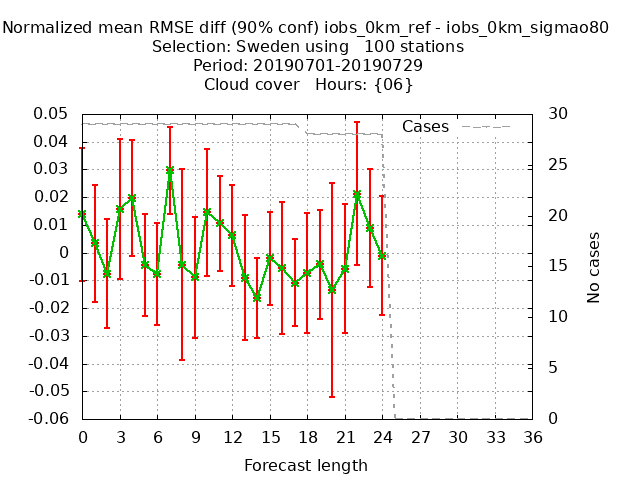 Normalized mean RMSE diff (90% conf) iobs_0km_ref - iobs_0km_sigmao80
Selection: Sweden using   100 stations
Period: 20190701-20190729
Cloud cover   Hours: {06}
Cases
0.05
0.04
0.03
0.02
0.01
0
-0.01
-0.02
-0.03
-0.04
-0.05
-0.06
30
25
20
15
10
5
0
No cases
0 3 6 9 12 15 18 21 24 27 30 33 36
Forecast length